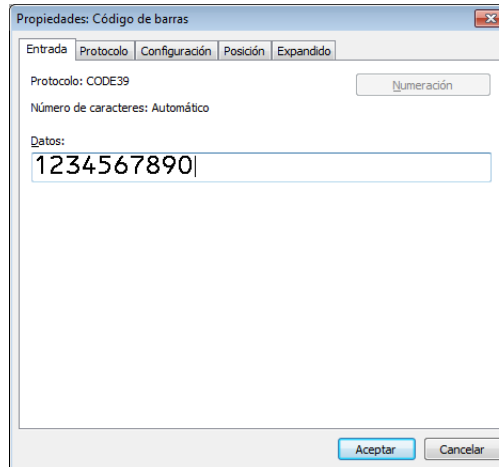 Propiedades: Código de barras
Entrada Protocolo Configuración Posición Expandido
Protocolo: CODE39
Numeración
Número de caracteres: Automático
Datos:
1234567890
Aceptar Cancelar